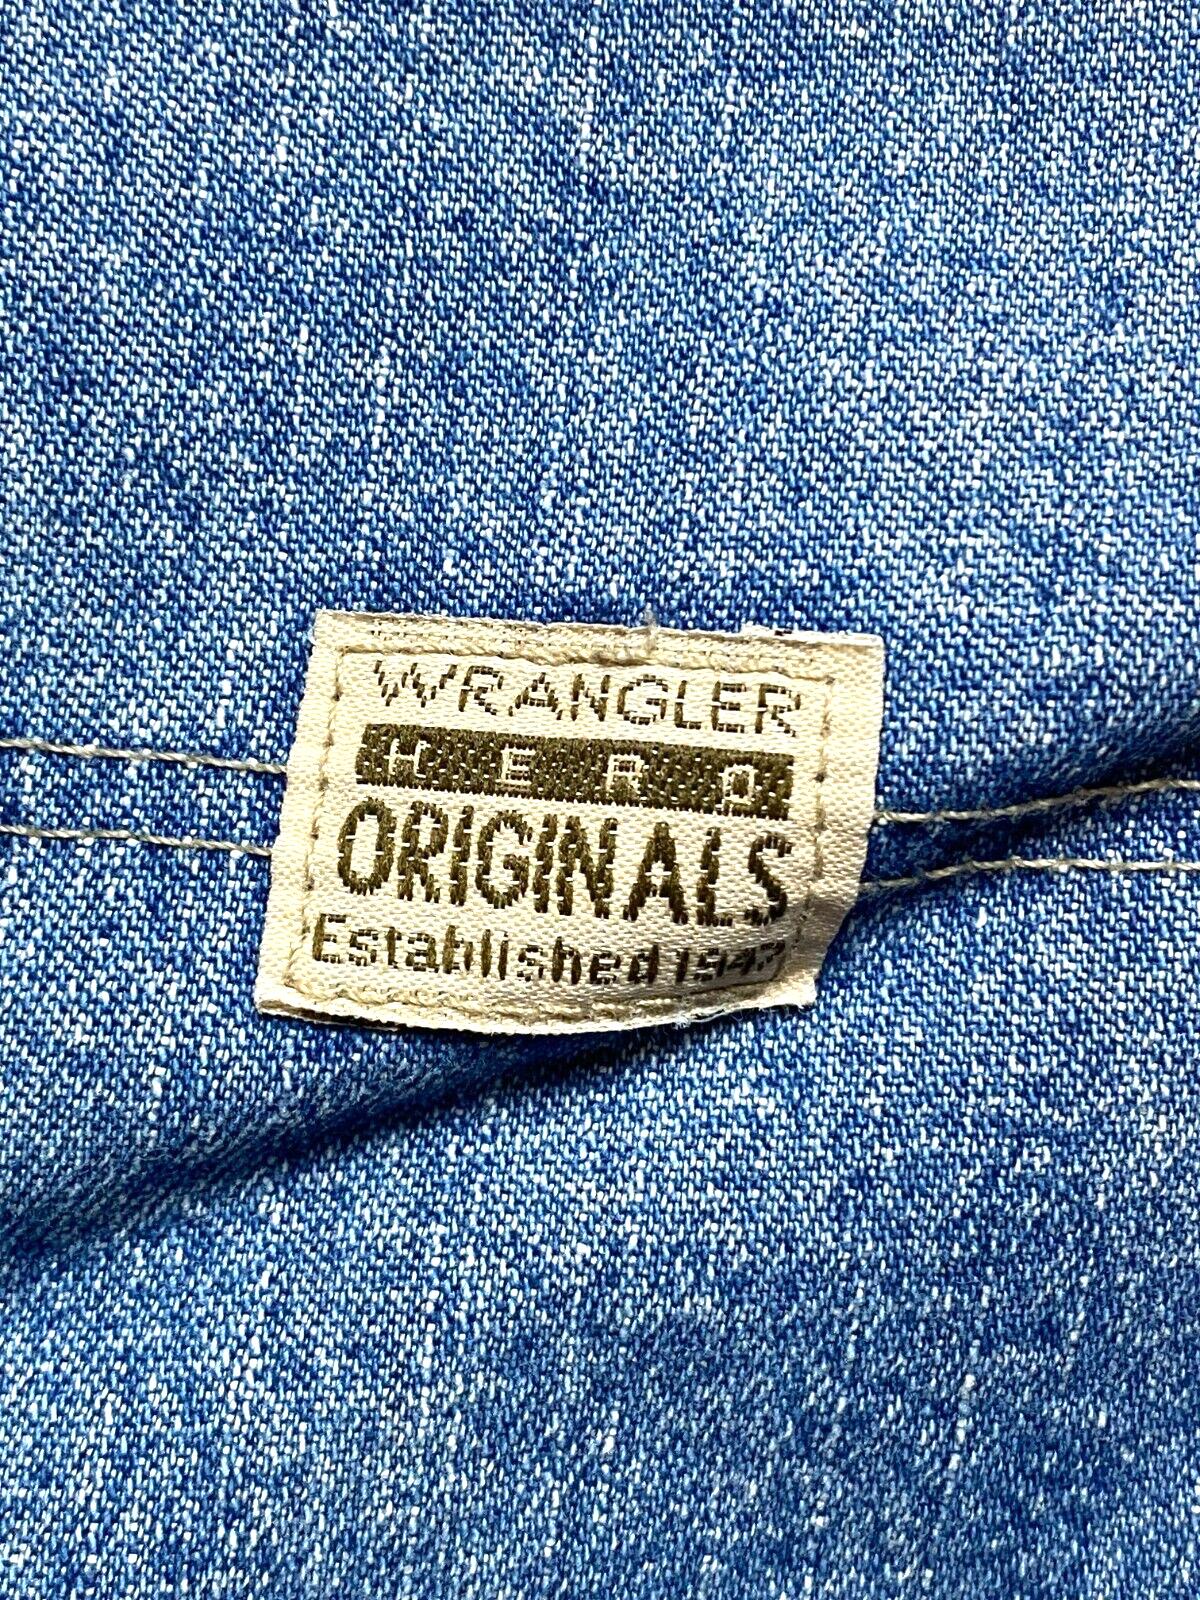 WRANGLER
HERO
ORIGINALS
Established 1947